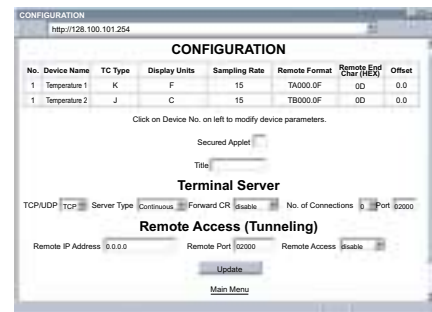 CONFIGURATION
http://128.100.101.254
CONFIGURATION
No. Device Name TC Type Display Units Sampling Rate Remote Format Remote End Char (HEX) Offset
1 Temperature 1 K F 15 TA000.0F 0D 0.0
1 Temperature 2 J C 15 TB000.0F 0D 0.0
Click on Device No. on left to modify device parameters.
Secured Applet
Title
Terminal Server
TCP/UDP TCP Server Type Continuous Forward CR disable No. of Connections 0 Port 02000
Remote Access (Tunneling)
Remote IP Address 0.0.0.0 Remote Port 02000 Remote Access disable
Update
Main Menu